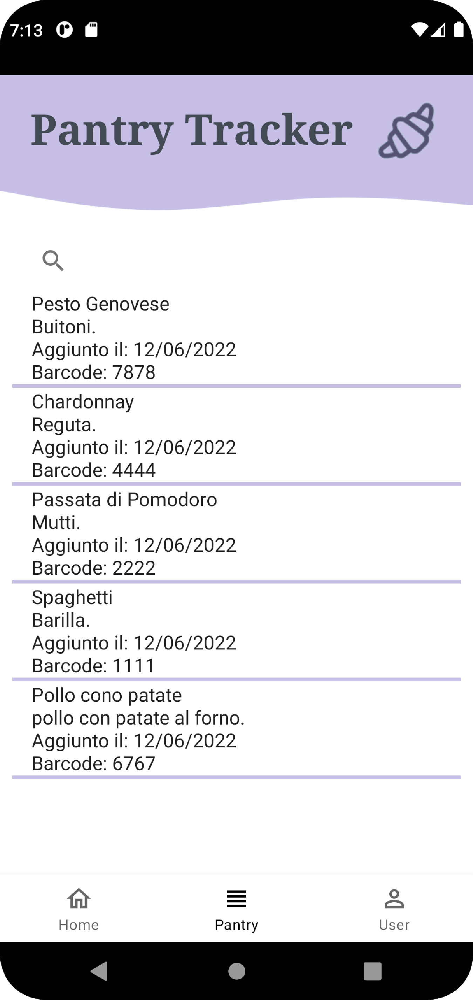 7:13
Pantry Tracker
Pesto Genovese
Buitoni.
Aggiunto il: 12/06/2022
Barcode: 7878
Chardonnay
Reguta.
Aggiunto il: 12/06/2022
Barcode: 4444
Passata di Pomodoro
Mutti.
Aggiunto il: 12/06/2022
Barcode: 2222
Spaghetti
Barilla.
Aggiunto il: 12/06/2022
Barcode: 1111
Pollo cono patate
pollo con patate al forno.
Aggiunto il: 12/06/2022
Barcode: 6767
Home Pantry User